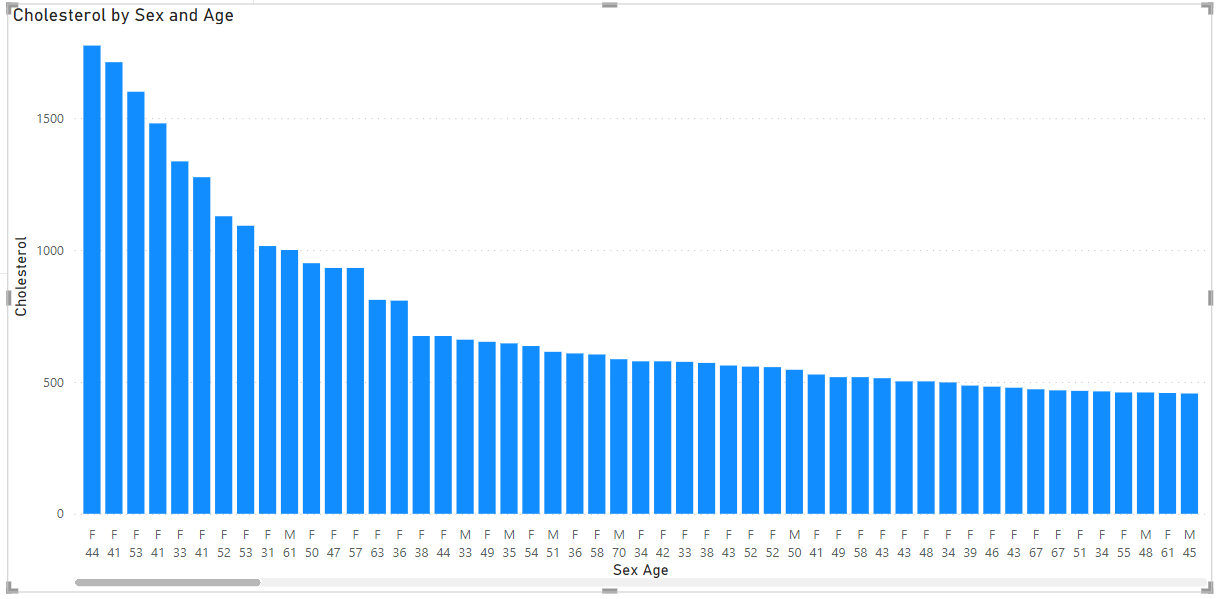 Cholesterol by Sex and Age
1500
1000
500
0
Cholesterol
F F F F F F F F F M F F F F F F F M F M F M F F M F F F F F F F M F F F F F F F F F F F F F F F M F M
44 41 53 41 33 41 52 53 31 61 50 47 57 63 36 38 44 33 49 35 54 51 36 58 70 34 42 33 38 43 52 52 50 41 49 58 43 43 48 34 39 46 43 67 67 51 34 55 48 61 45
Sex Age